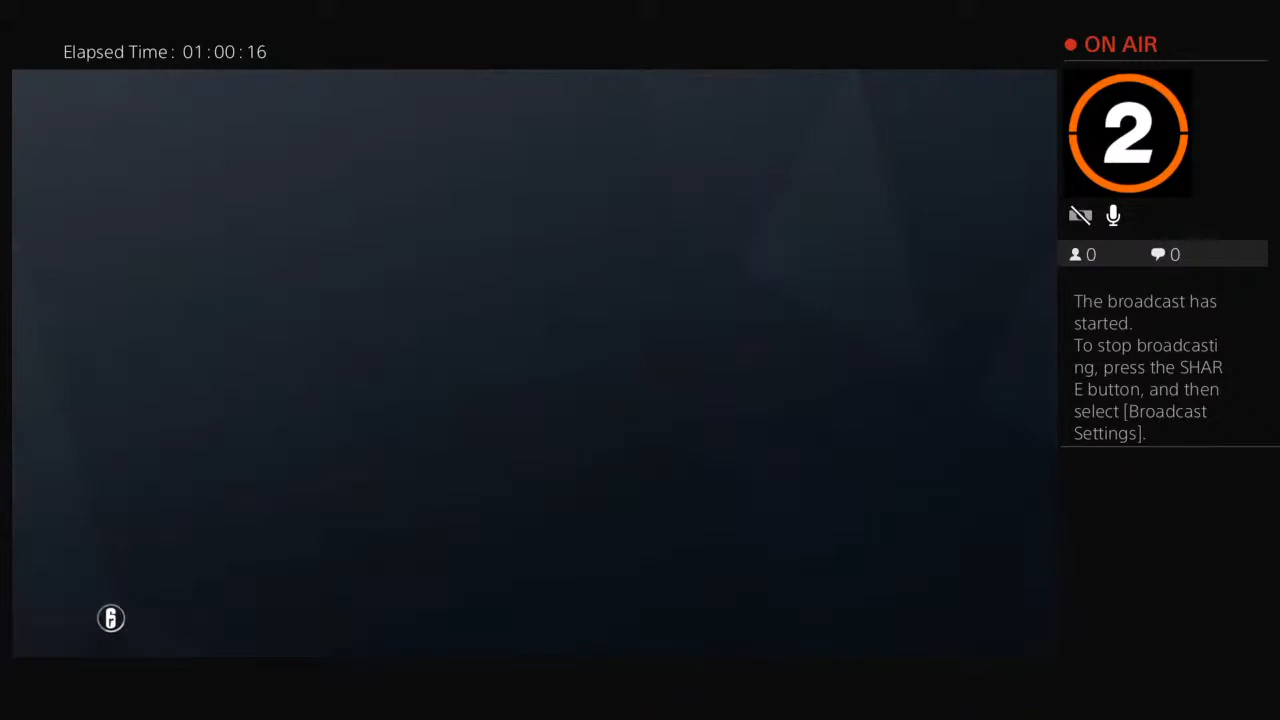 Elapsed Time: 01:00:16
ON AIR
2
0 0
The broadcast has
started.
To stop broadcasti
ng, press the SHAR
E button, and then
select [Broadcast
Settings].
6